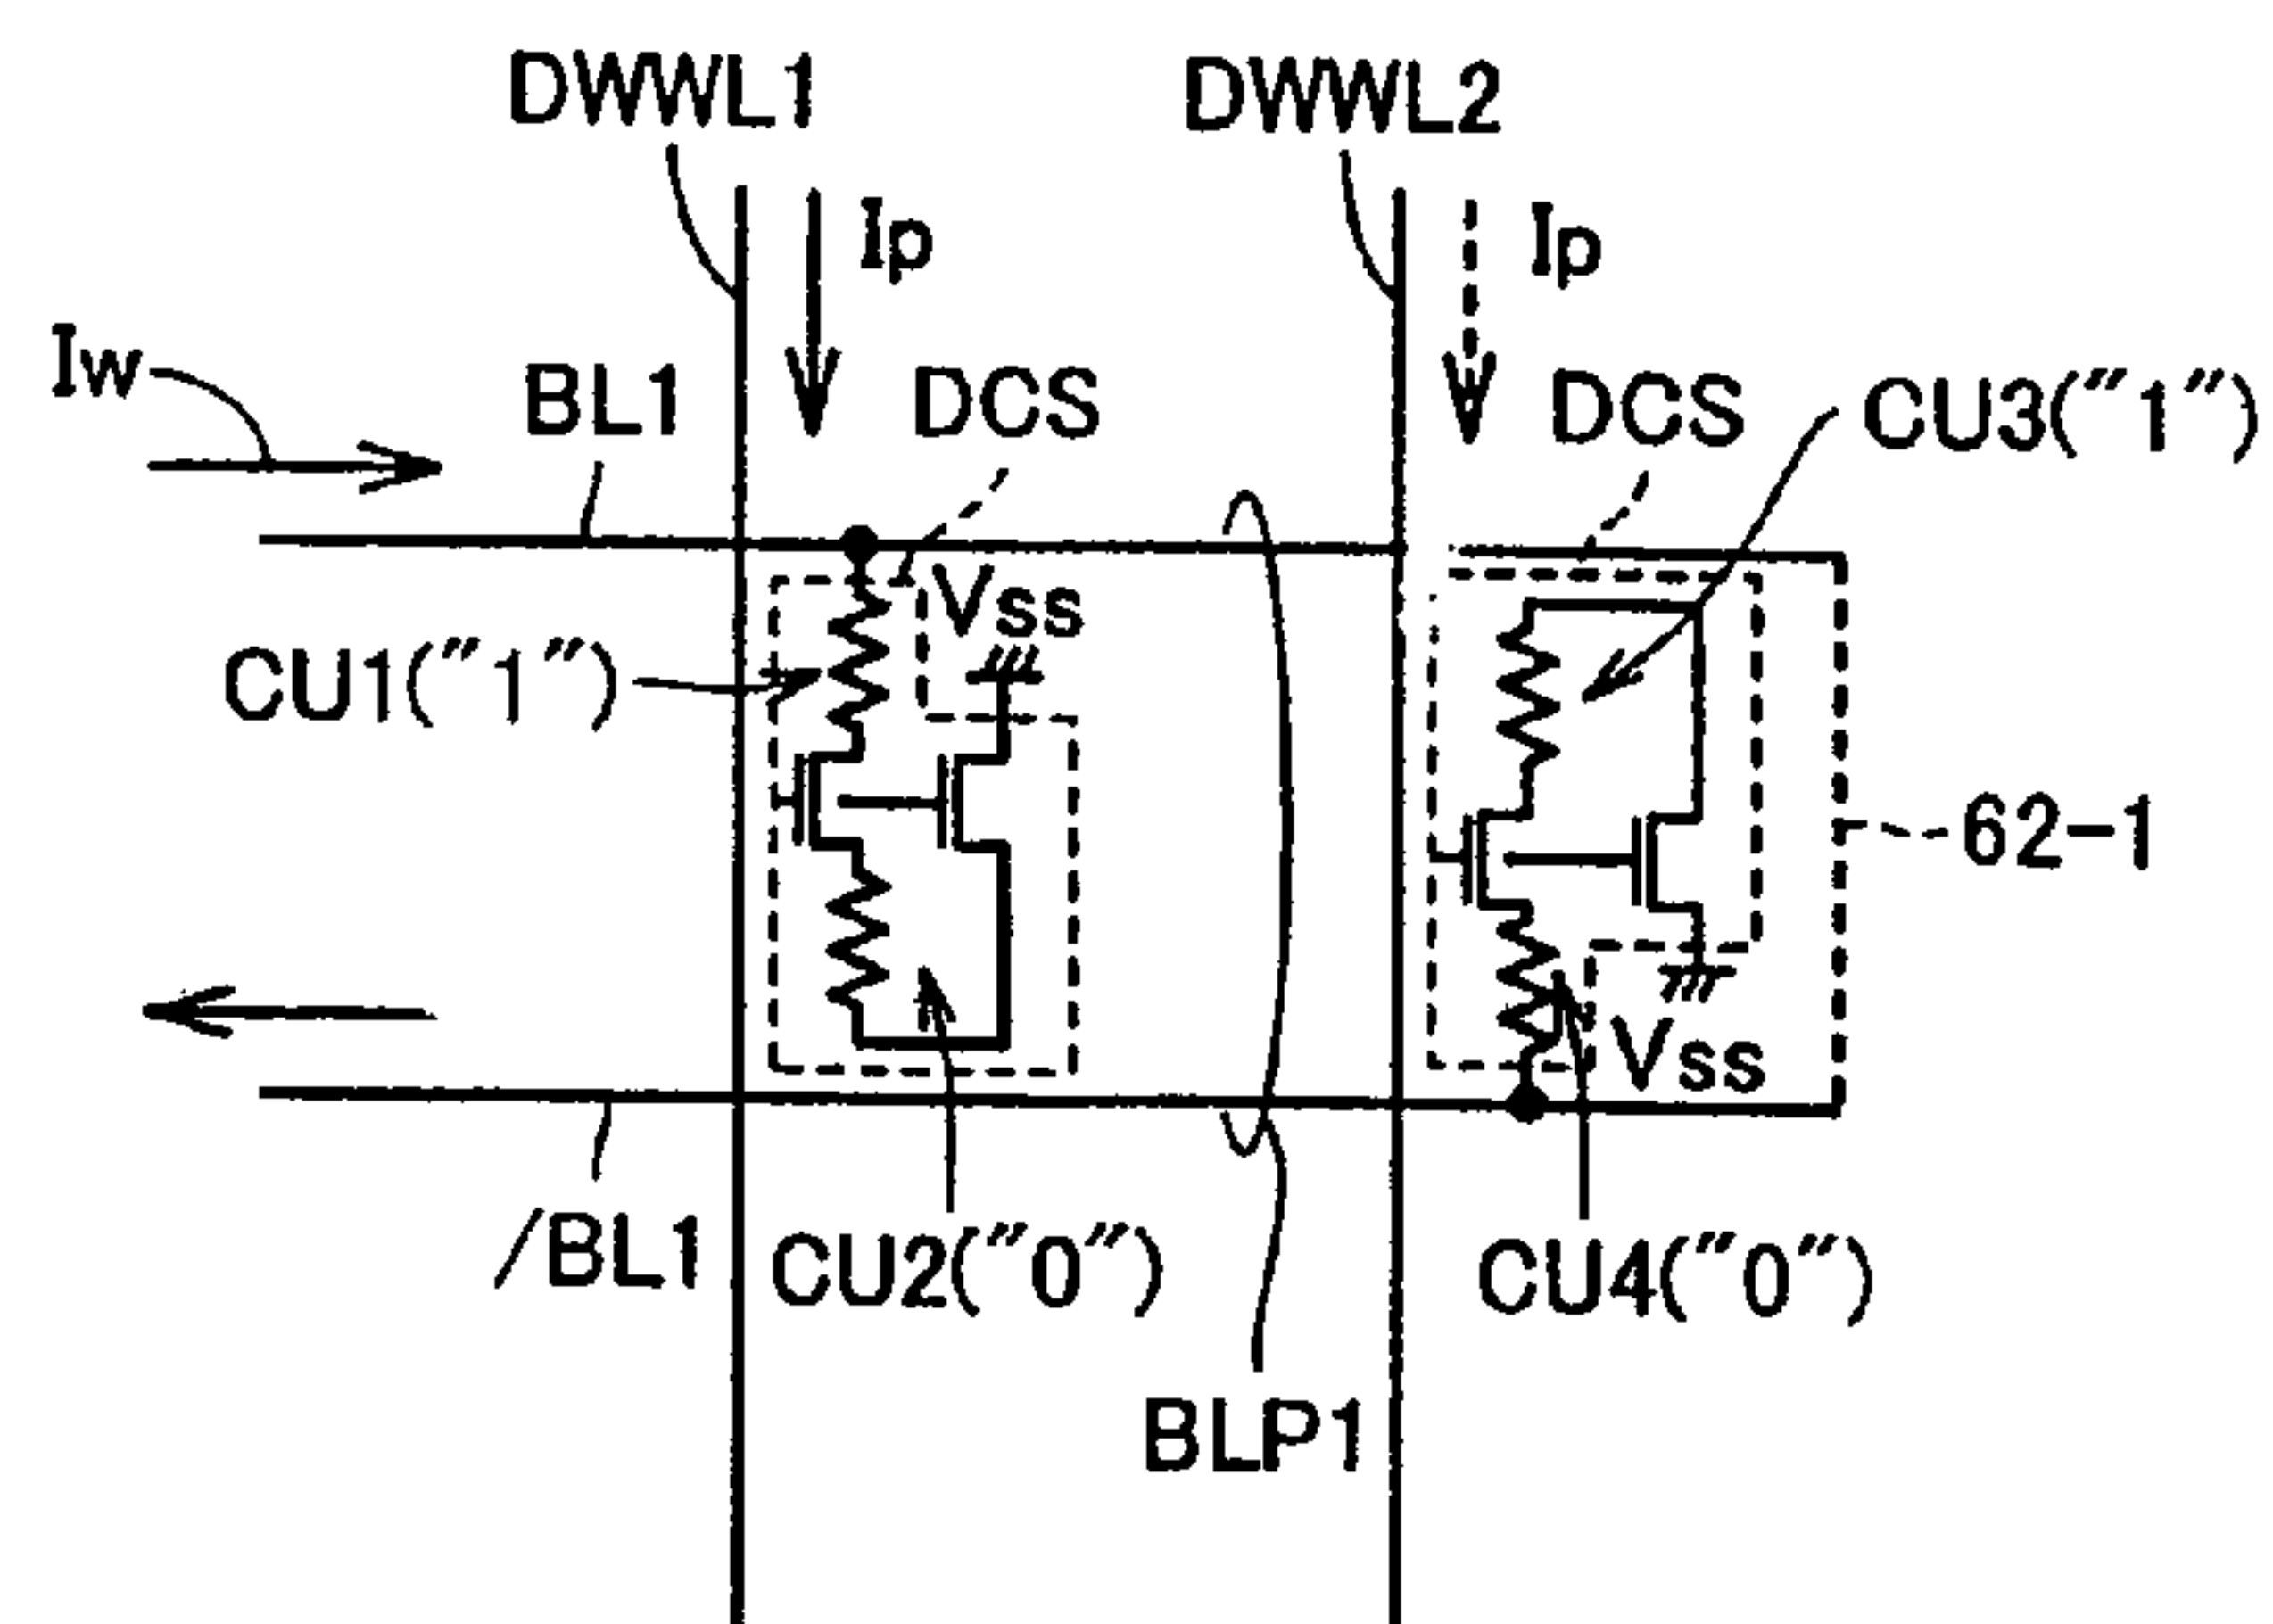 DWWL1 DWWL2
Ip Ip
Iw BL1 DCS DCS CU3("1")
Vss
CU1("1")
62-1
Vss
/BL1 CU2("0") CU4("0")
BLP1